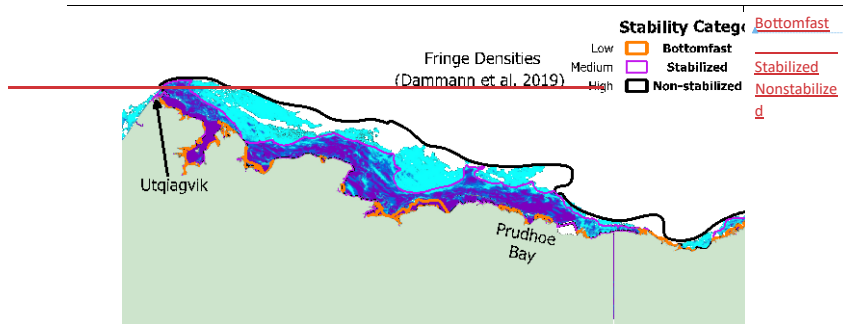 Stability Catego
Bottomfast
Low
Bottomfast
Fringe Densities
Medium
Stabilized
Stabilized
(Dammann et al. 2019)
High
Non-stabilized
Nonstabilize
d
Utqiagvik
Prudhoe
Bay